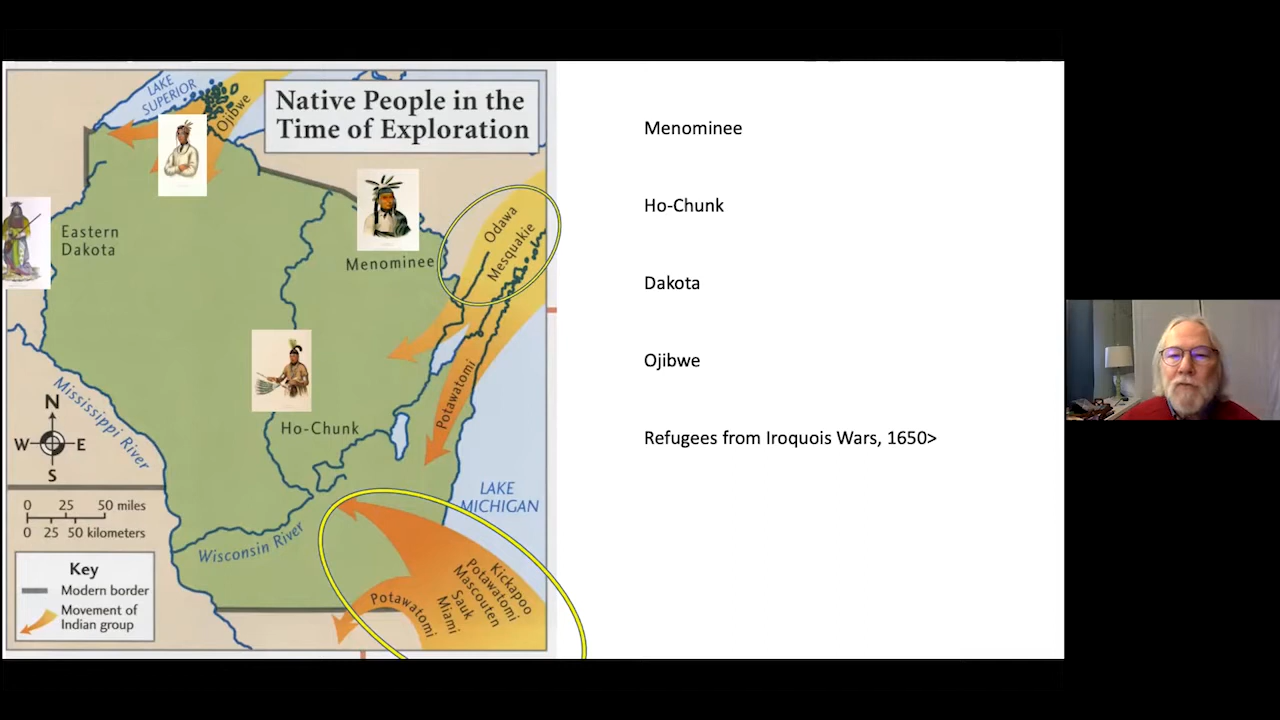 Native People in the
Time of Exploration
LAKE
SUPERIOR
Ojibwe
Eastern
Dakota
Menominee
Odawa
Mesquakie
Potawatomi
Ho-Chunk
Mississippi River
N
W E
S
LAKE
MICHIGAN
0 25 50 miles
0 25 50 kilometers
Wisconsin River
Key
Modern border
Movement of
Indian group
Kickapoo
Potawatomi
Mascouten
Sauk
Miami
Potawatomi
Menominee
Ho-Chunk
Dakota
Ojibwe
Refugees from Iroquois Wars, 1650>